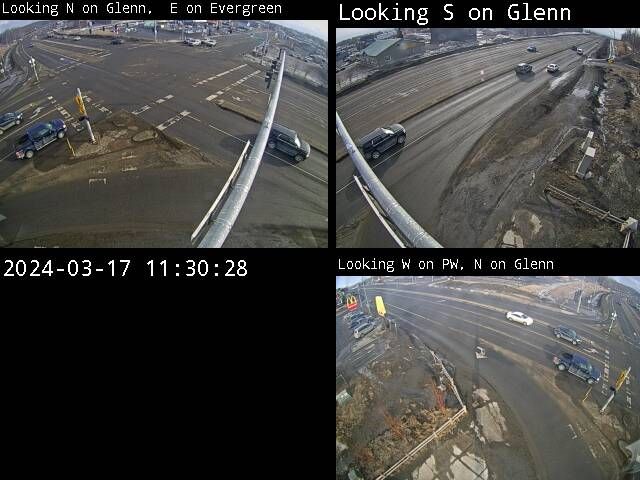 Looking N on Glenn, E on Evergreen
Looking S on Glenn
2024-03-17 11:30:28
Looking W on PW, N on Glenn